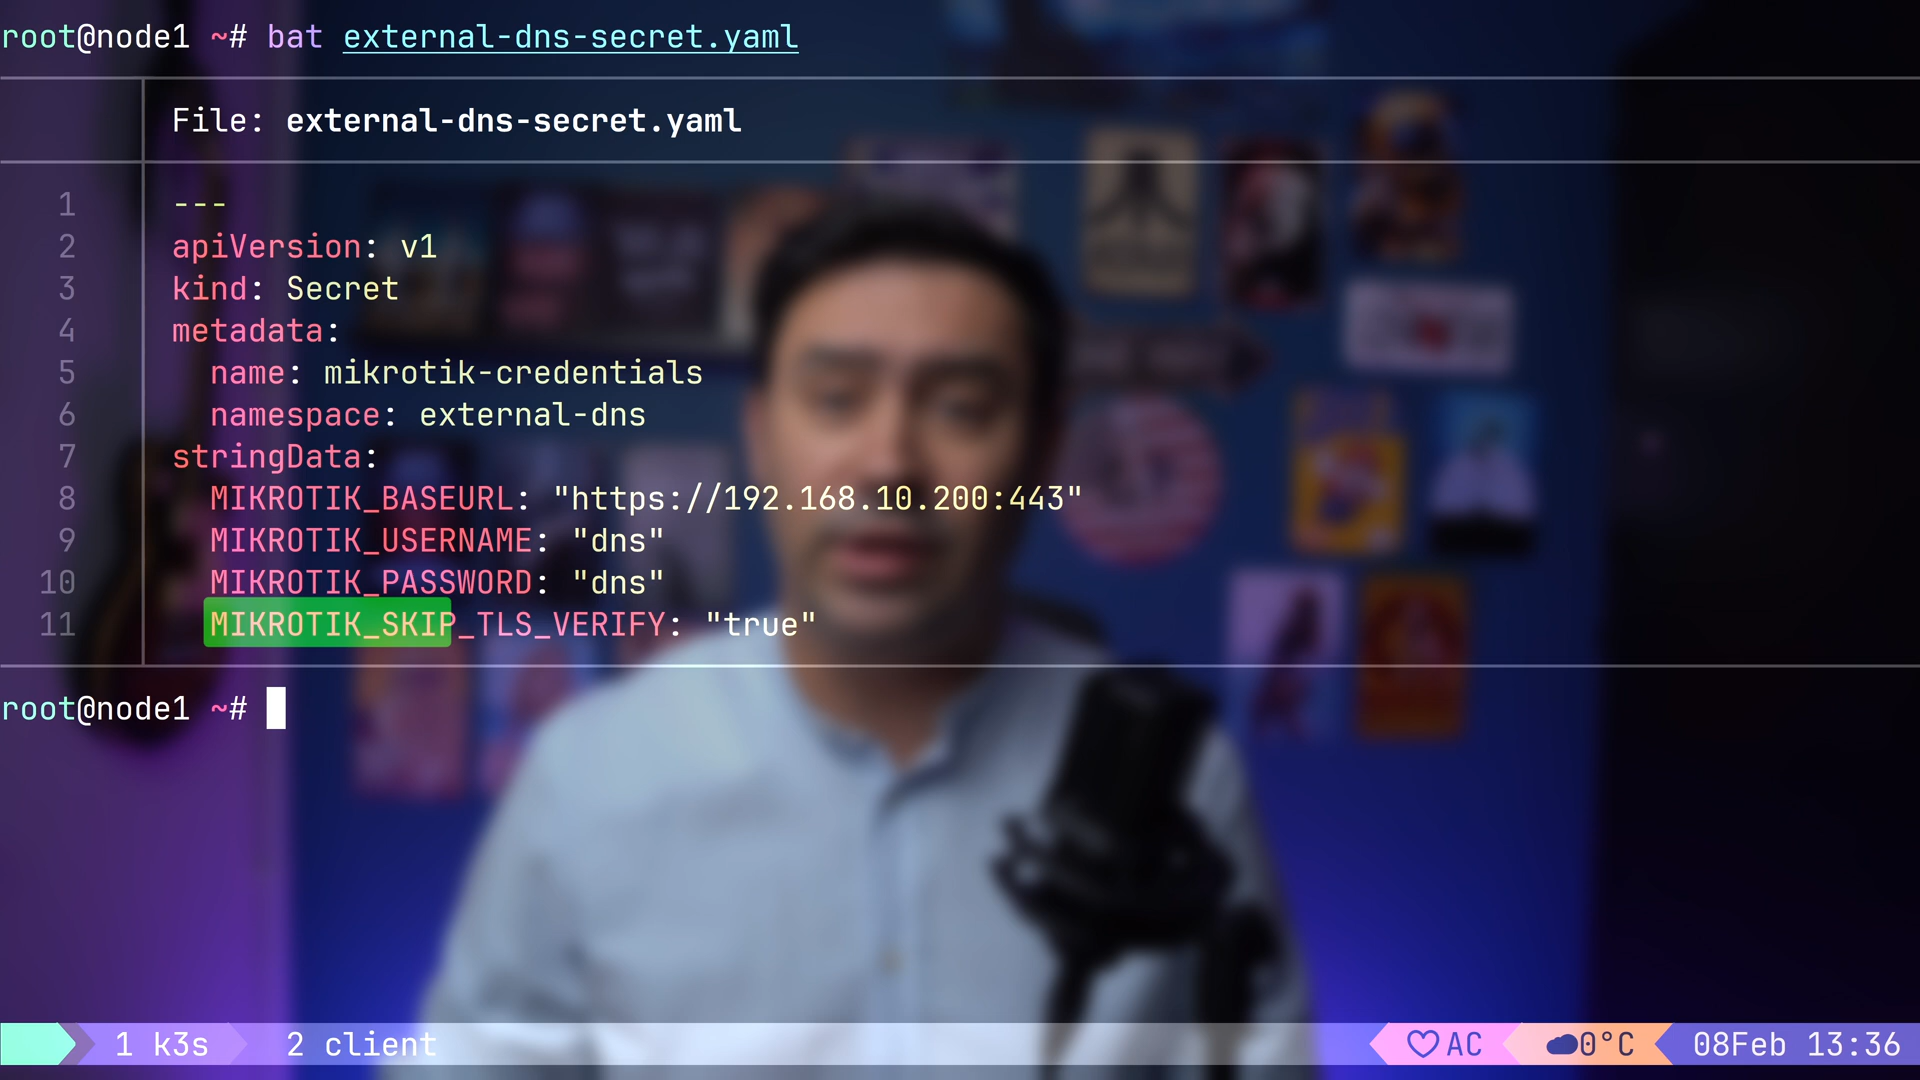 root@node1 ~# bat external-dns-secret.yaml
File: external-dns-secret.yaml
1 ---
2 apiVersion: v1
3 kind: Secret
4 metadata:
5   name: mikrotik-credentials
6   namespace: external-dns
7 stringData:
8   MIKROTIK_BASEURL: "https://192.168.10.200:443"
9   MIKROTIK_USERNAME: "dns"
10   MIKROTIK_PASSWORD: "dns"
11   MIKROTIK_SKIP_TLS_VERIFY: "true"
root@node1 ~#
1 k3s 2 client AC 0°C 08Feb 13:36